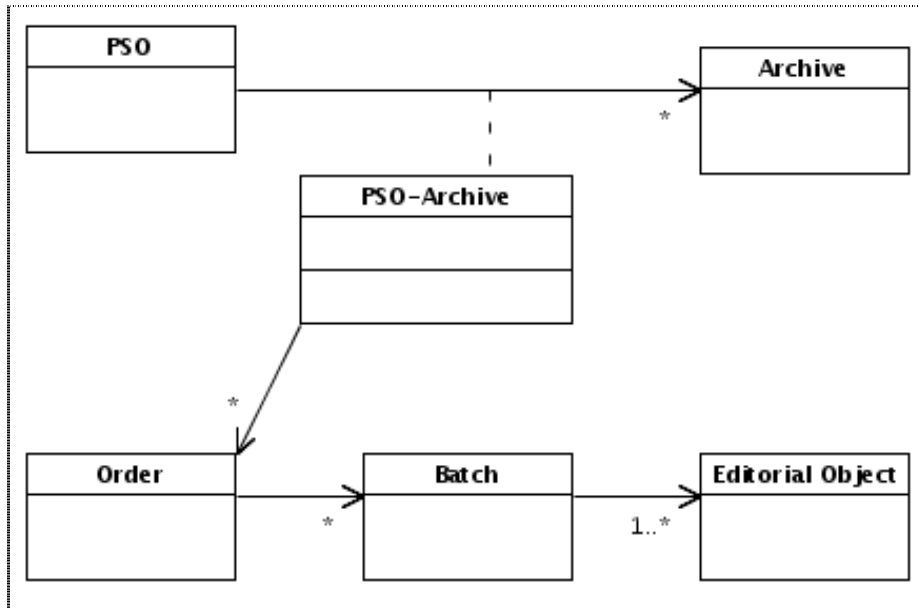 PSO
Archive
*
PSO-Archive
*
Order
Batch
Editorial Object
*
1..*